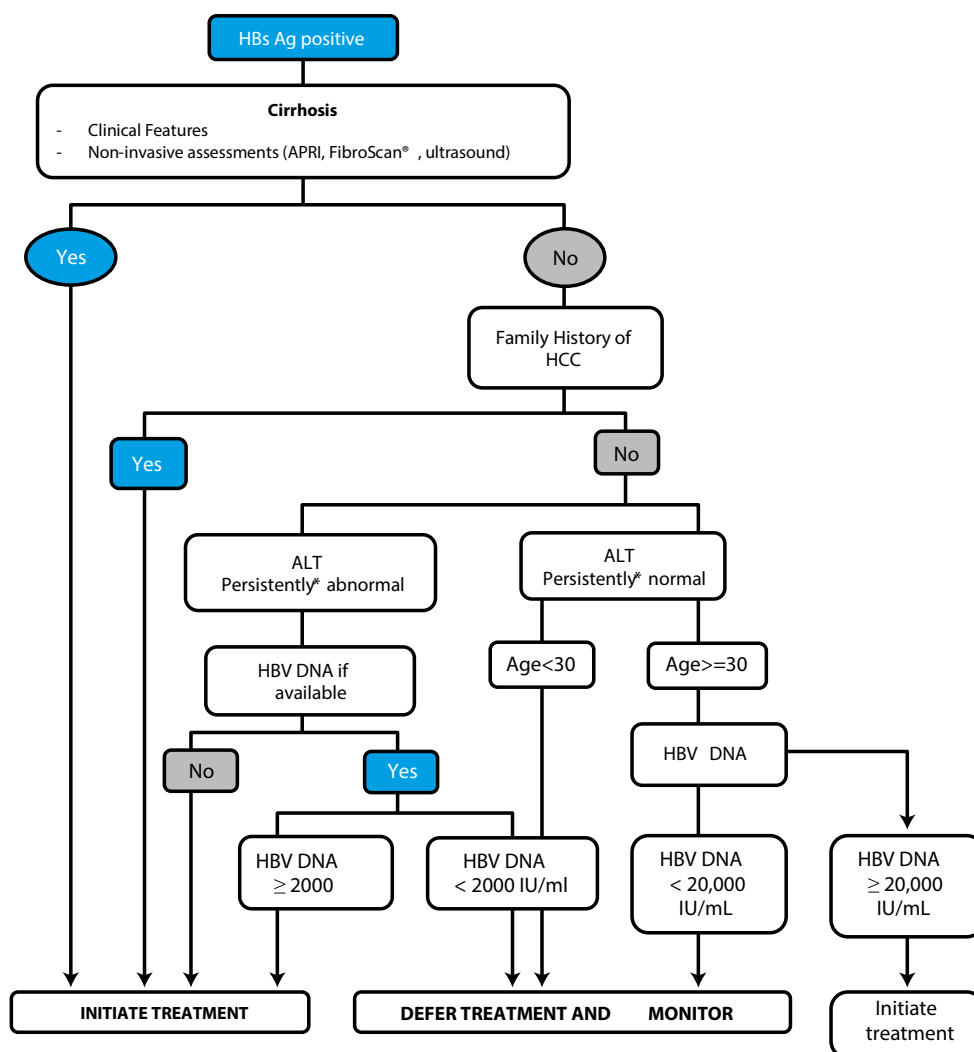 HBs Ag positive
Cirrhosis
- Clinical Features
- Non-invasive assessments (APRI, FibroScan® , ultrasound)
Yes
No
Family History of
HCC
Yes
No
ALT
Persistently* abnormal
ALT
Persistently* normal
HBV DNA if
available
Age<30
Age>=30
No
Yes
HBV DNA
HBV DNA
≥ 2000
HBV DNA
< 2000 IU/ml
HBV DNA
< 20,000
IU/mL
HBV DNA
≥ 20,000
IU/mL
INITIATE TREATMENT
DEFER TREATMENT AND MONITOR
Initiate
treatment